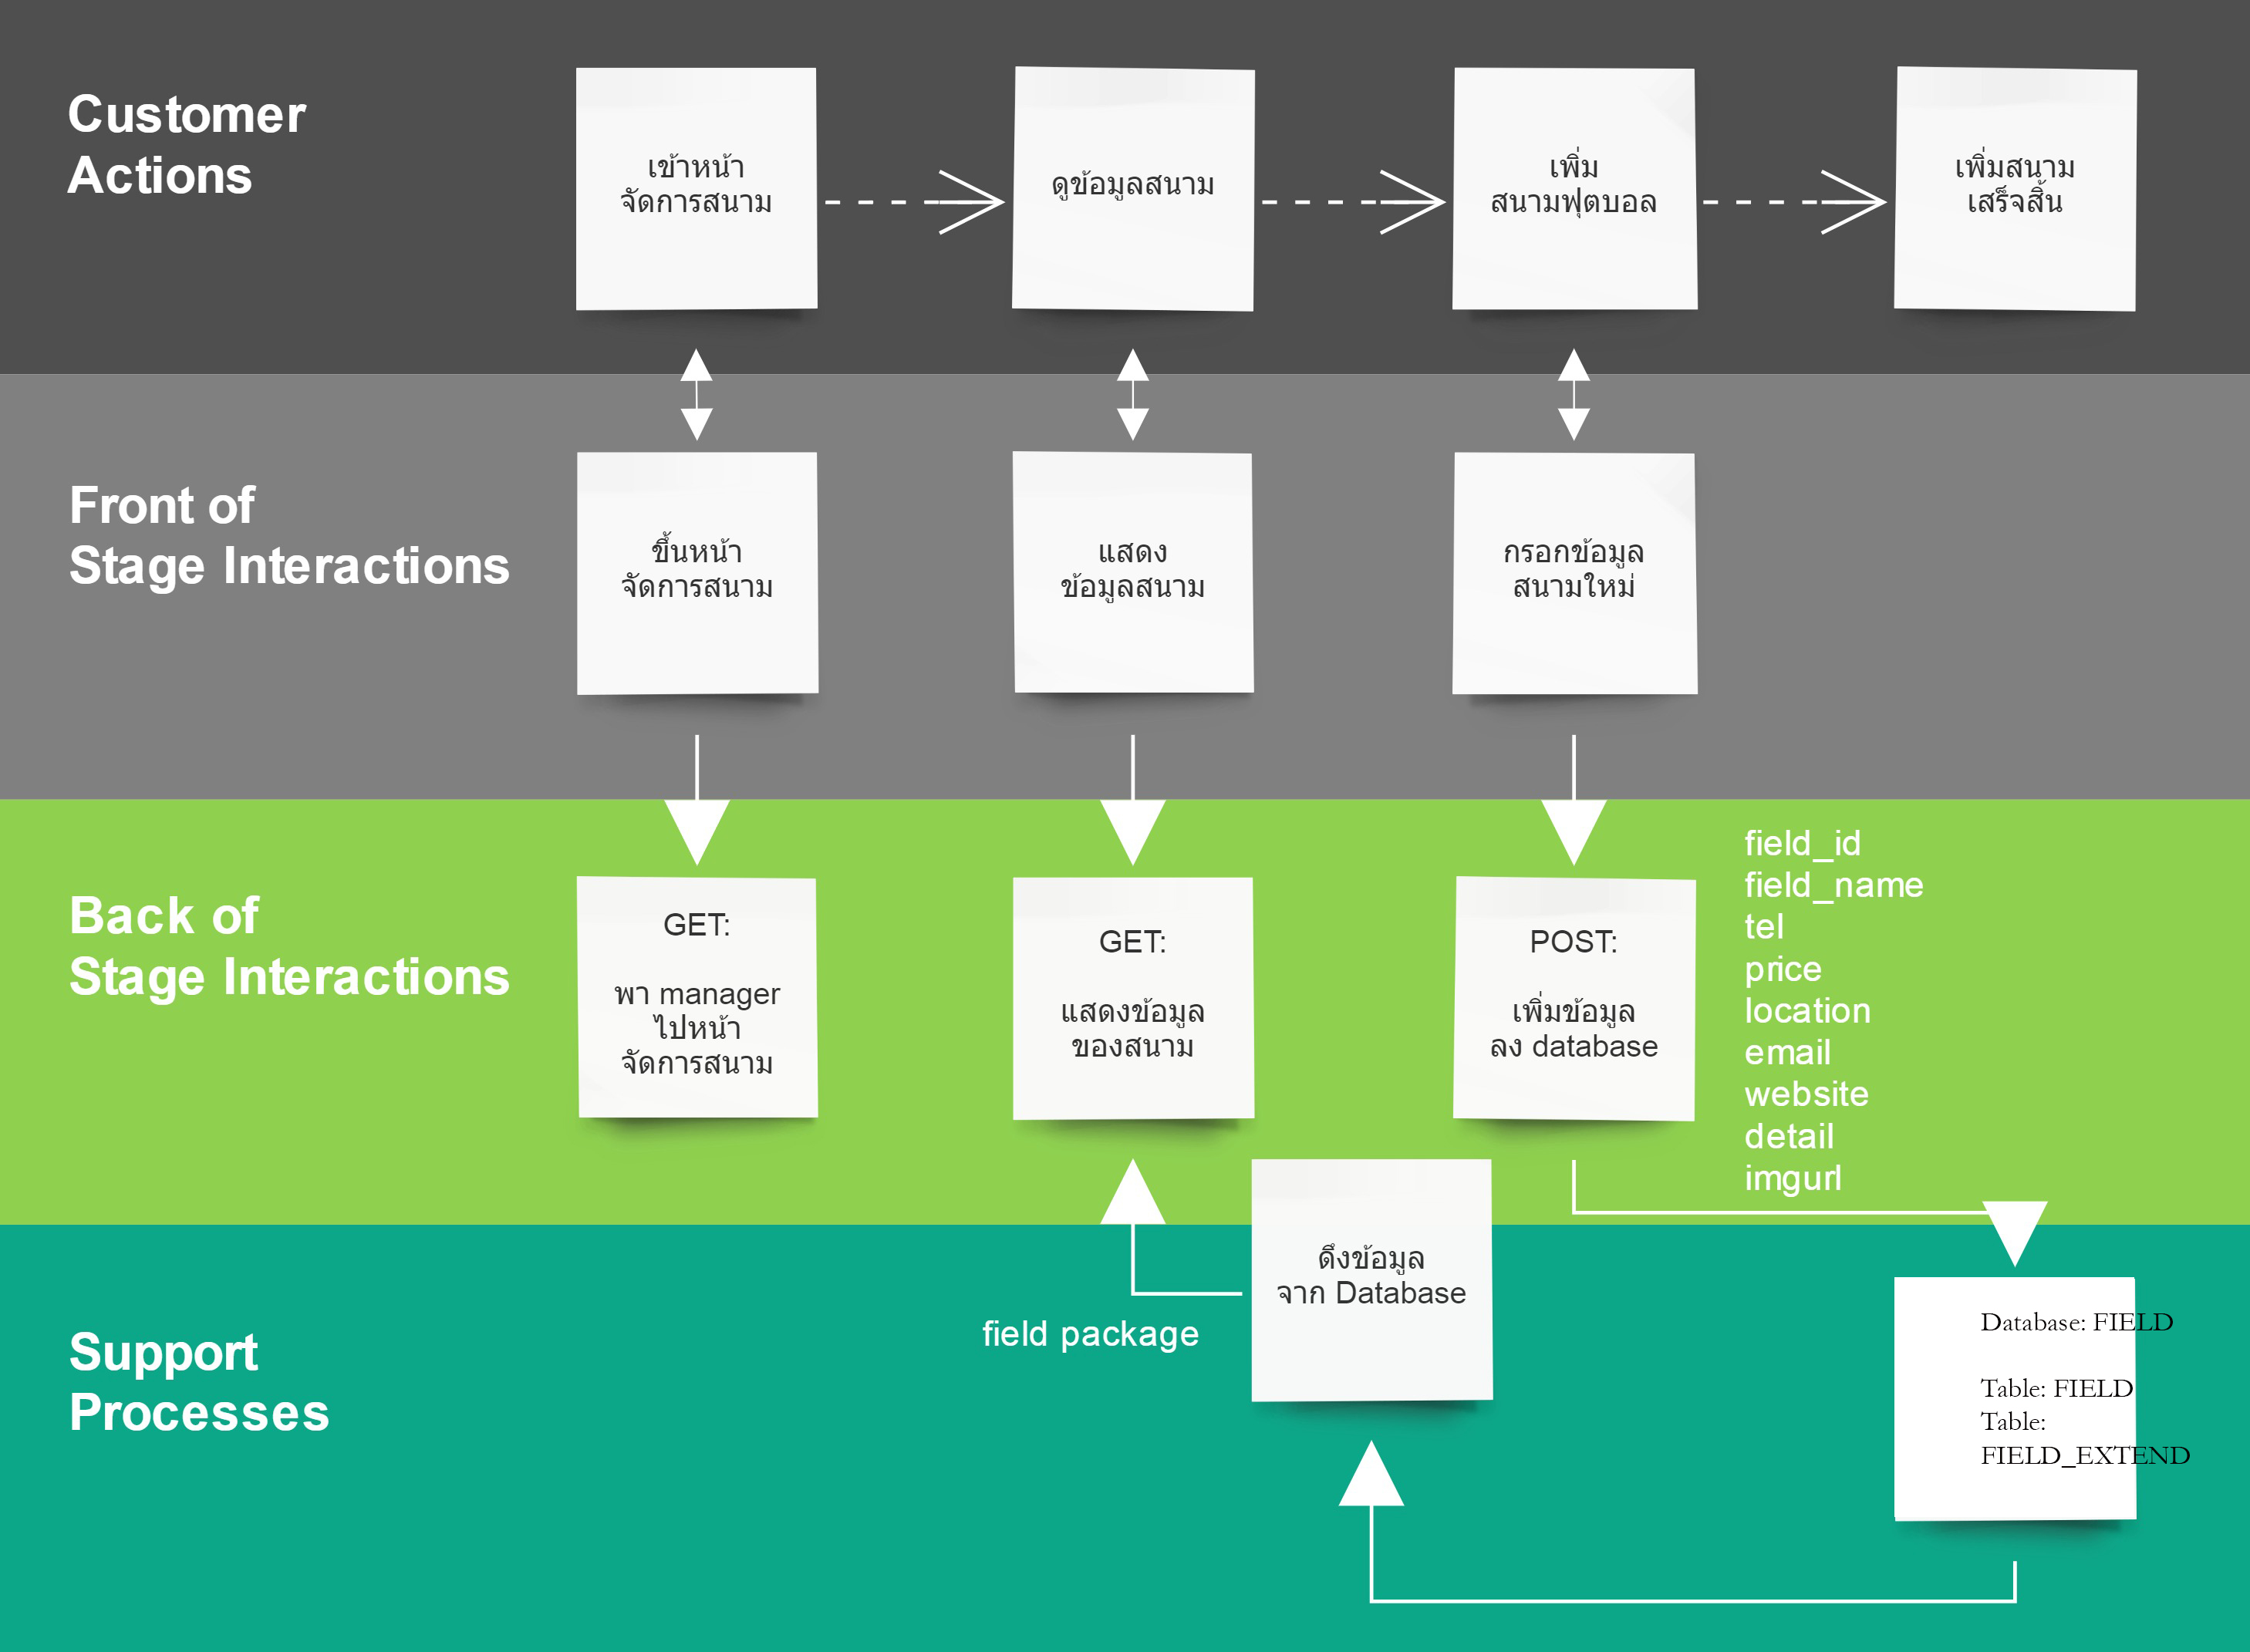 Customer
Actions
เข้าหน้า
จัดการสนาม
ดูข้อมูลสนาม
เพิ่ม
สนามฟุตบอล
เพิ่มสนาม
เสร็จสิ้น
Front of
Stage Interactions
ขึ้นหน้า
จัดการสนาม
แสดง
ข้อมูลสนาม
กรอกข้อมูล
สนามใหม่
Back of
Stage Interactions
GET:
พา manager
ไปหน้า
จัดการสนาม
GET:
แสดงข้อมูล
ของสนาม
POST:
เพิ่มข้อมูล
ลง database
field_id
field_name
tel
price
location
email
website
detail
imgurl
Support
Processes
field package
ดึงข้อมูล
จาก Database
Database: FIELD
Table: FIELD
Table:
FIELD_EXTEND